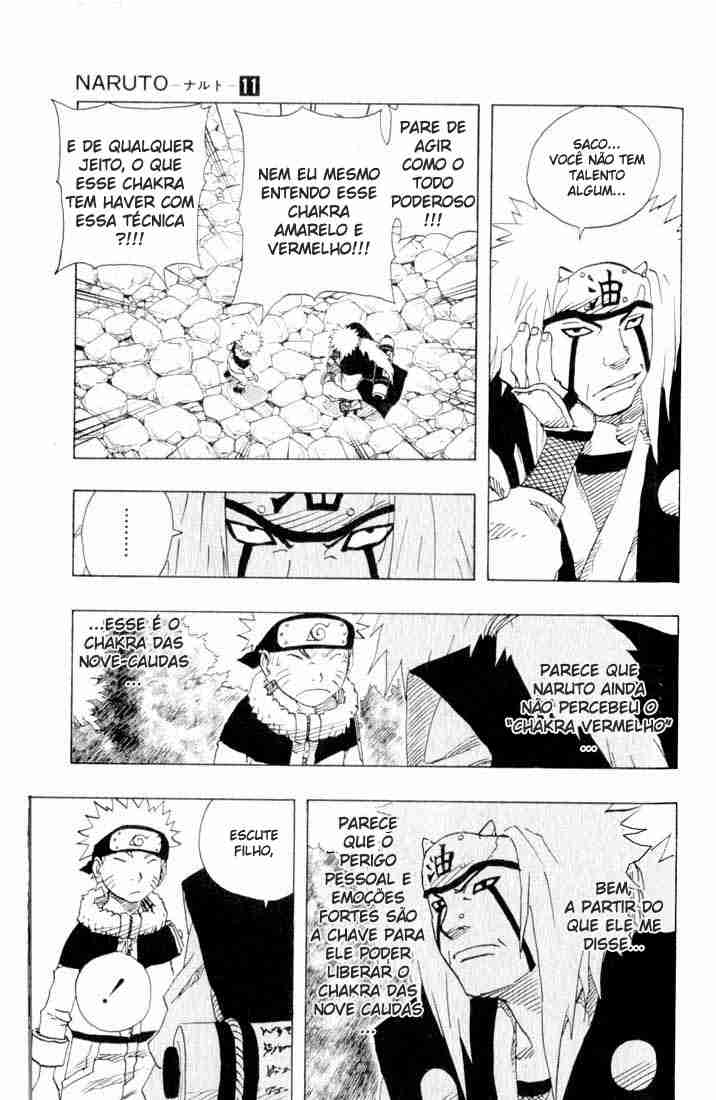 NARUTO —ナルト— 11
SACO...
VOCÊ NÃO TEM
TALENTO
ALGUM...
油
PARE DE
AGIR
COMO O
TODO
PODEROSO
!!!
NEM EU MESMO
ENTENDO ESSE
CHAKRA
AMARELO E
VERMELHO!!!
E DE QUALQUER
JEITO, O QUE
ESSE CHAKRA
TEM HAVER COM
ESSA TÉCNICA
?!!!
........
PARECE QUE
NARUTO AINDA
NÃO PERCEBEU O
“CHAKRA VERMELHO”
...
...ESSE É O
CHAKRA DAS
NOVE-CAUDAS
...
BEM,
A PARTIR DO
QUE ELE ME
DISSE...
油
PARECE
QUE O
PERIGO
PESSOAL E
EMOÇÕES
FORTES SÃO
A CHAVE PARA
ELE PODER
LIBERAR O
CHAKRA DAS
NOVE CAUDAS
...
ESCUTE
FILHO,
!